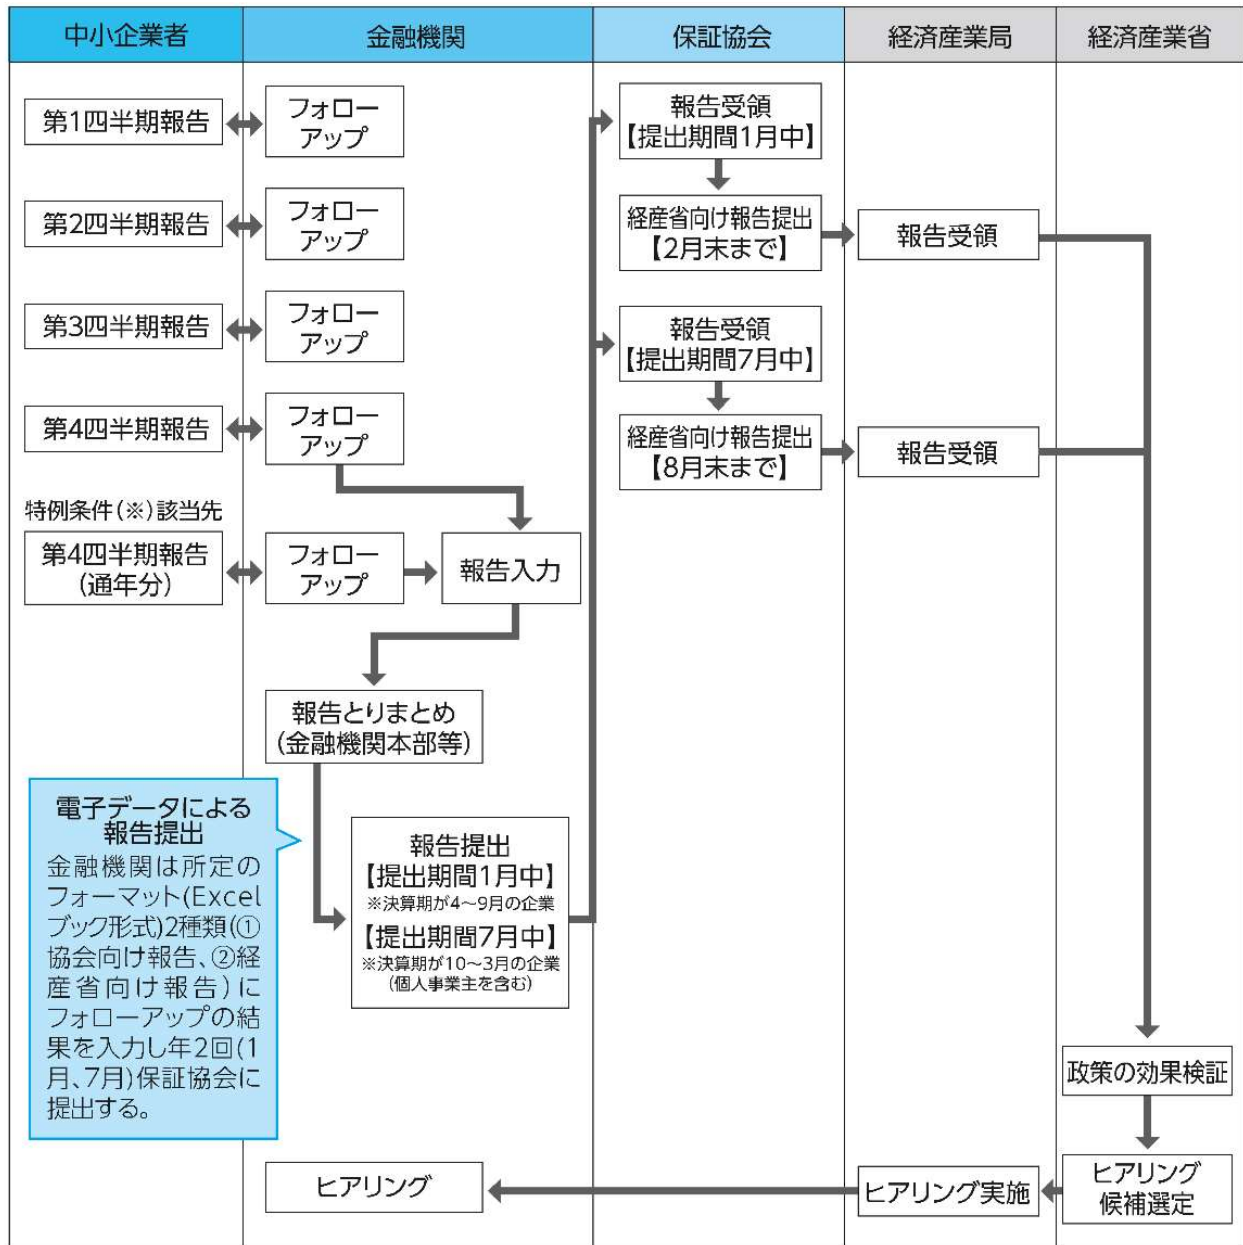 中小企業者
金融機関
保証協会
経済産業局
経済産業省
第1四半期報告
フォロー
アップ
報告受領
【提出期間1月中】
第2四半期報告
フォロー
アップ
経産省向け報告提出
【2月末まで】
報告受領
第3四半期報告
フォロー
アップ
報告受領
【提出期間7月中】
第4四半期報告
フォロー
アップ
経産省向け報告提出
【8月末まで】
報告受領
特例条件(※)該当先
第4四半期報告
(通年分)
フォロー
アップ
報告入力
報告とりまとめ
(金融機関本部等)
電子データによる
報告提出
金融機関は所定の
フォーマット(Excel
ブック形式)2種類(①
協会向け報告、②経
産省向け報告)に
フォローアップの結
果を入力し年2回(1
月、7月)保証協会に
提出する。
報告提出
【提出期間1月中】
※決算期が4~9月の企業
【提出期間7月中】
※決算期が10~3月の企業
(個人事業主を含む)
政策の効果検証
ヒアリング
候補選定
ヒアリング実施
ヒアリング